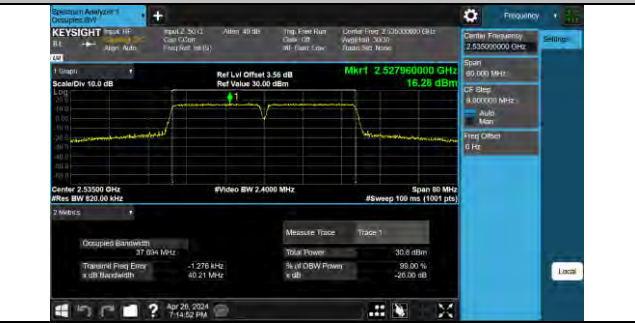 Spectrum Analyzer 1
Occupied BW
KEYSIGHT Input: RF
Input Z: 50 Ω
Atten: 40 dB
Trig: Free Run
Center Freq: 2.535000000 GHz
Align: Auto
Freq Ref: Int (S)
Gate: Off
Radio Std: None
1 Graph
Scale/Div 10.0 dB
Ref Lvl Offset 3.56 dB
Ref Value 30.00 dBm
Mkr1 2.527960000 GHz
16.28 dBm
Log
Center 2.53500 GHz
#Res BW 820.00 kHz
#Video BW 2.4000 MHz
Span 80 MHz
#Sweep 100 ms (1001 pts)
2 Metrics
Measure Trace Trace 1
Occupied Bandwidth
37.894 MHz
Total Power 30.8 dBm
Transmit Freq Error -1.276 kHz
% of OBW Power 99.00 %
x dB Bandwidth 40.21 MHz
x dB -26.00 dB
Apr 26, 2024
7:14:52 PM
Frequency
Settings
Center Frequency
2.535000000 GHz
Span
80.000 MHz
CF Step
8.000000 MHz
Auto
Man
Freq Offset
0 Hz
Local